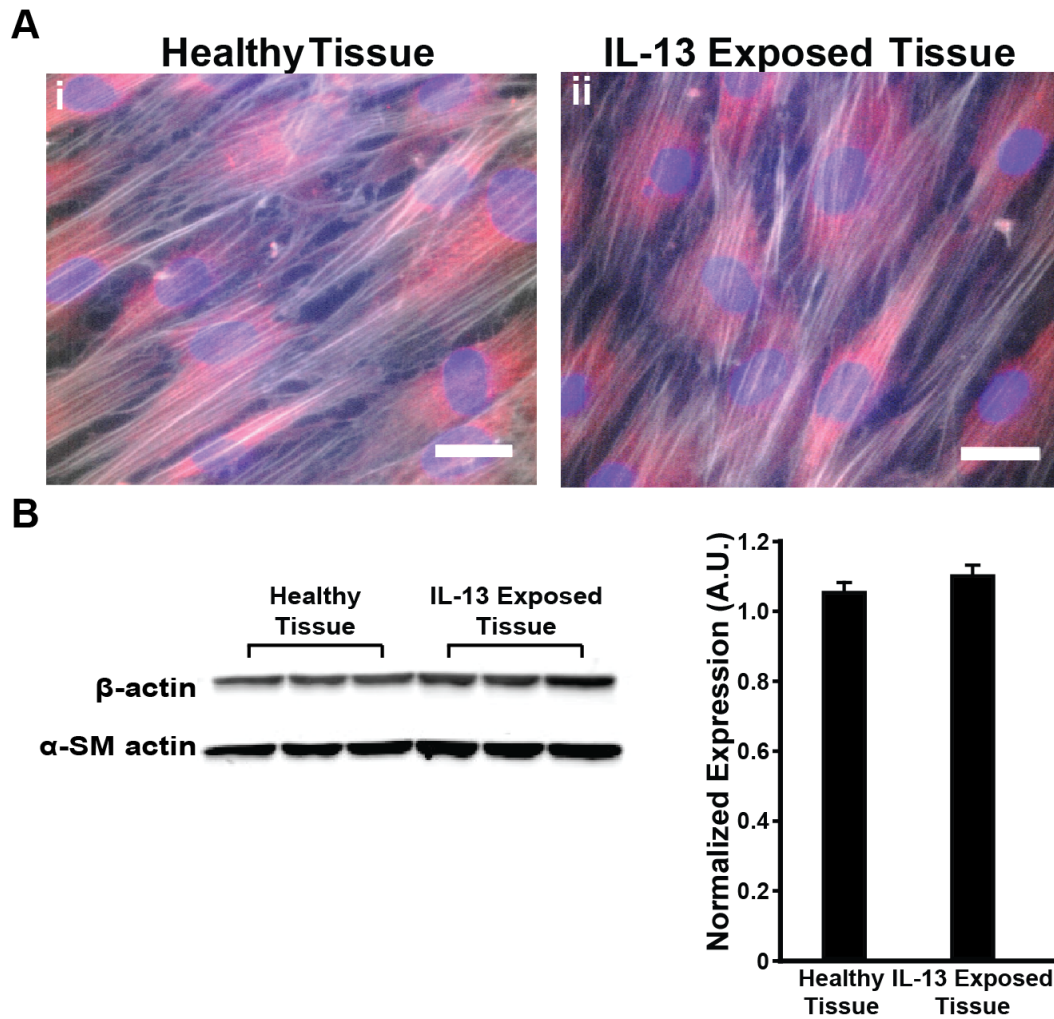 A
Healthy Tissue
IL-13 Exposed Tissue
i
ii
B
Healthy
Tissue
IL-13 Exposed
Tissue
β-actin
α-SM actin
Normalized Expression (A.U.)
1.2
1.0
0.8
0.6
0.4
0.2
0
Healthy
Tissue
IL-13 Exposed
Tissue